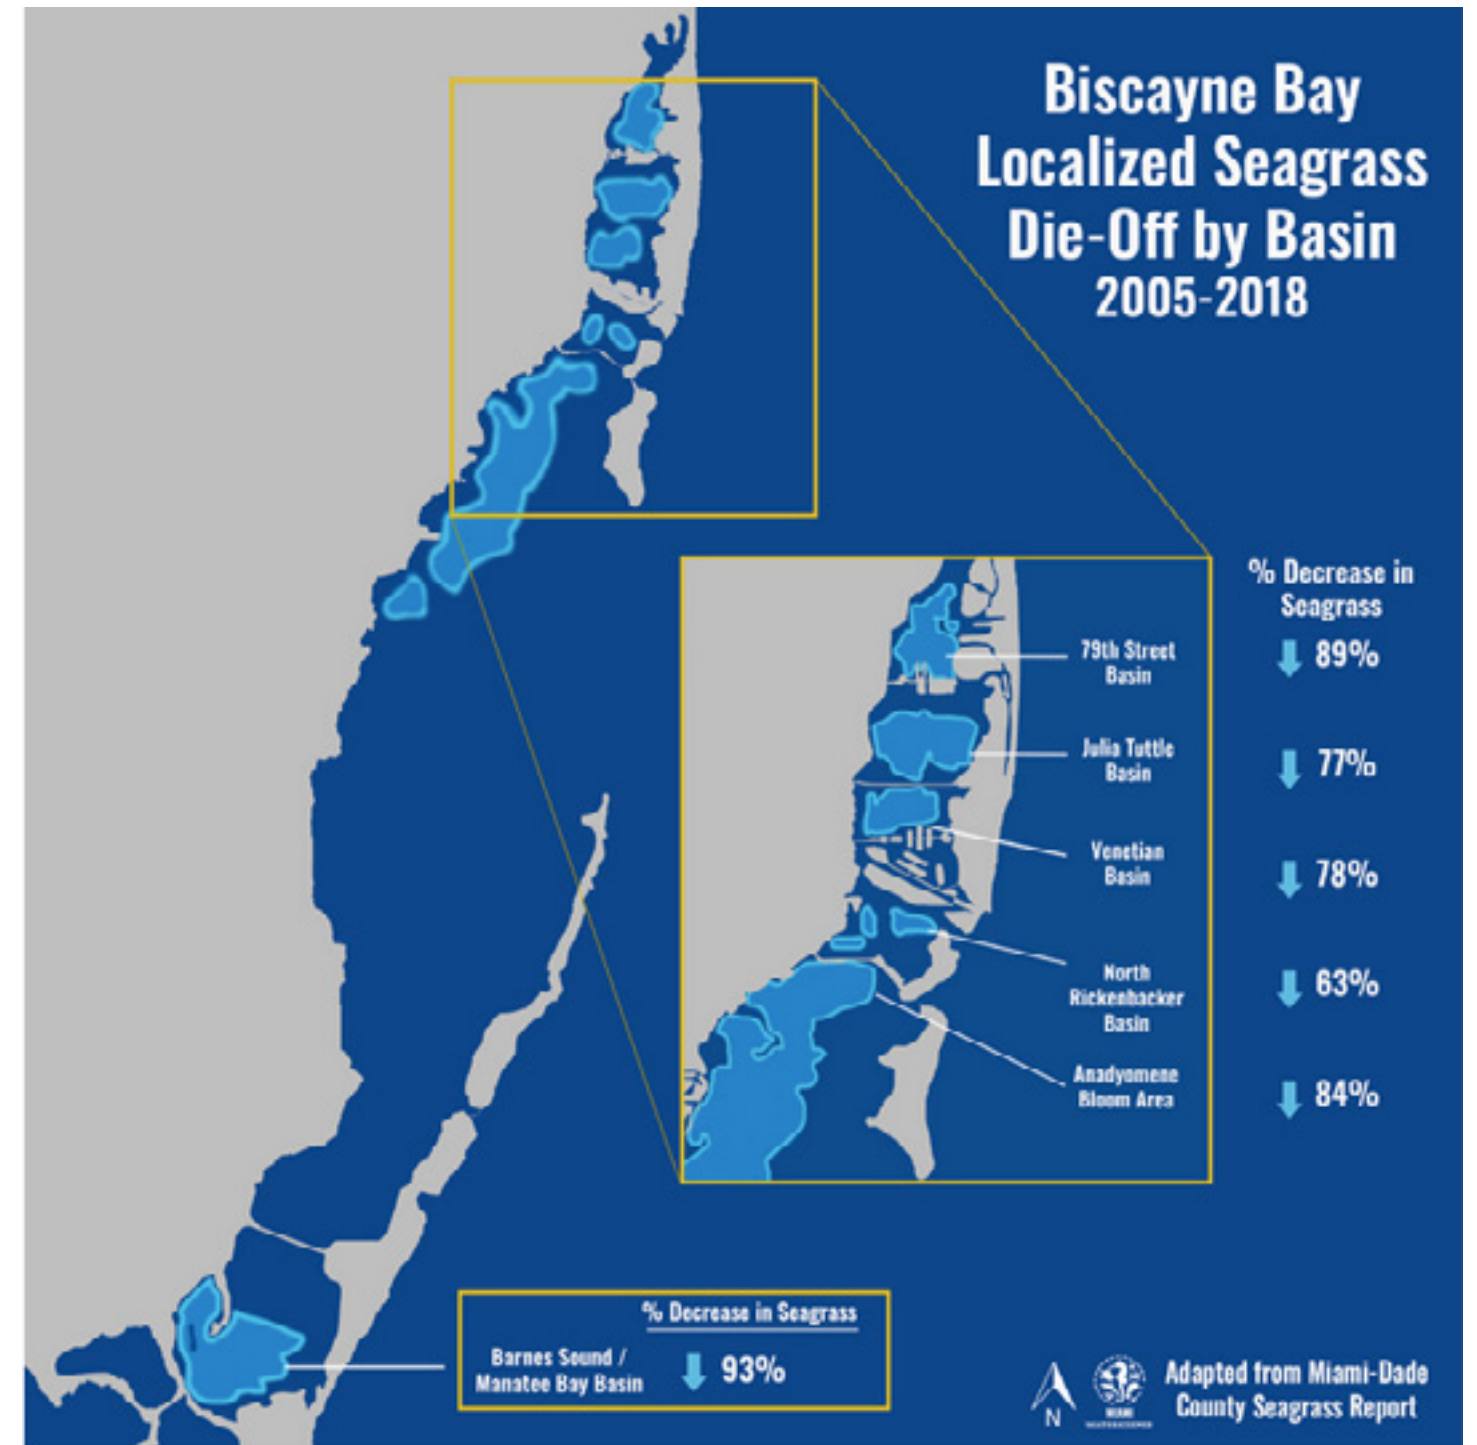 Biscayne Bay
Localized Seagrass
Die-Off by Basin
2005-2018
% Decrease in
Seagrass
79th Street
Basin
89%
Julia Tuttle
Basin
77%
Venetian
Basin
78%
North
Rickenbacker
Basin
63%
Anadyomene
Bloom Area
84%
% Decrease in Seagrass
Barnes Sound /
Manatee Bay Basin
93%
N
MIAMI
WATERKEEPER
Adapted from Miami-Dade
County Seagrass Report